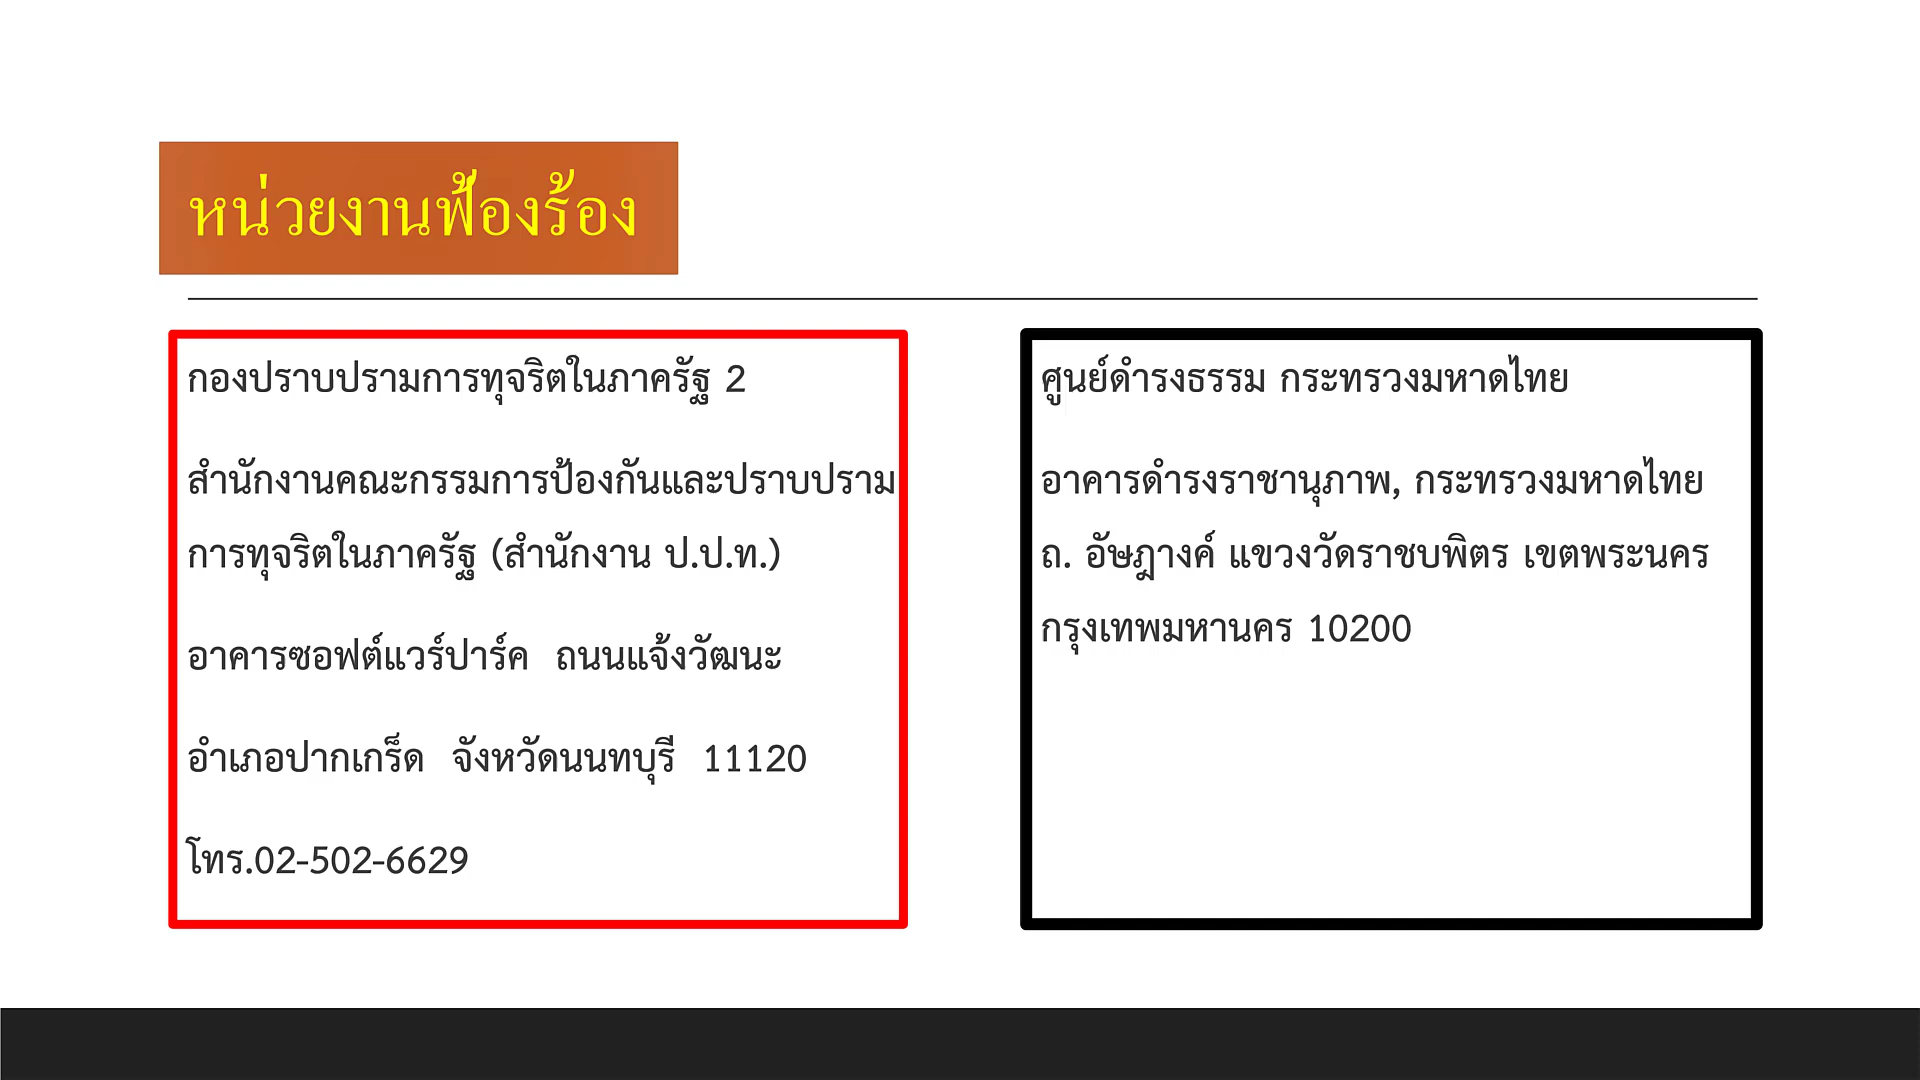 หน่วยงานฟ้องร้อง
กองปราบปรามการทุจริตในภาครัฐ 2
สำนักงานคณะกรรมการป้องกันและปราบปราม
การทุจริตในภาครัฐ (สำนักงาน ป.ป.ท.)
อาคารซอฟต์แวร์ปาร์ค ถนนแจ้งวัฒนะ
อำเภอปากเกร็ด จังหวัดนนทบุรี 11120
โทร.02-502-6629
ศูนย์ดำรงธรรม กระทรวงมหาดไทย
อาคารดำรงราชานุภาพ, กระทรวงมหาดไทย
ถ. อัษฎางค์ แขวงวัดราชบพิตร เขตพระนคร
กรุงเทพมหานคร 10200